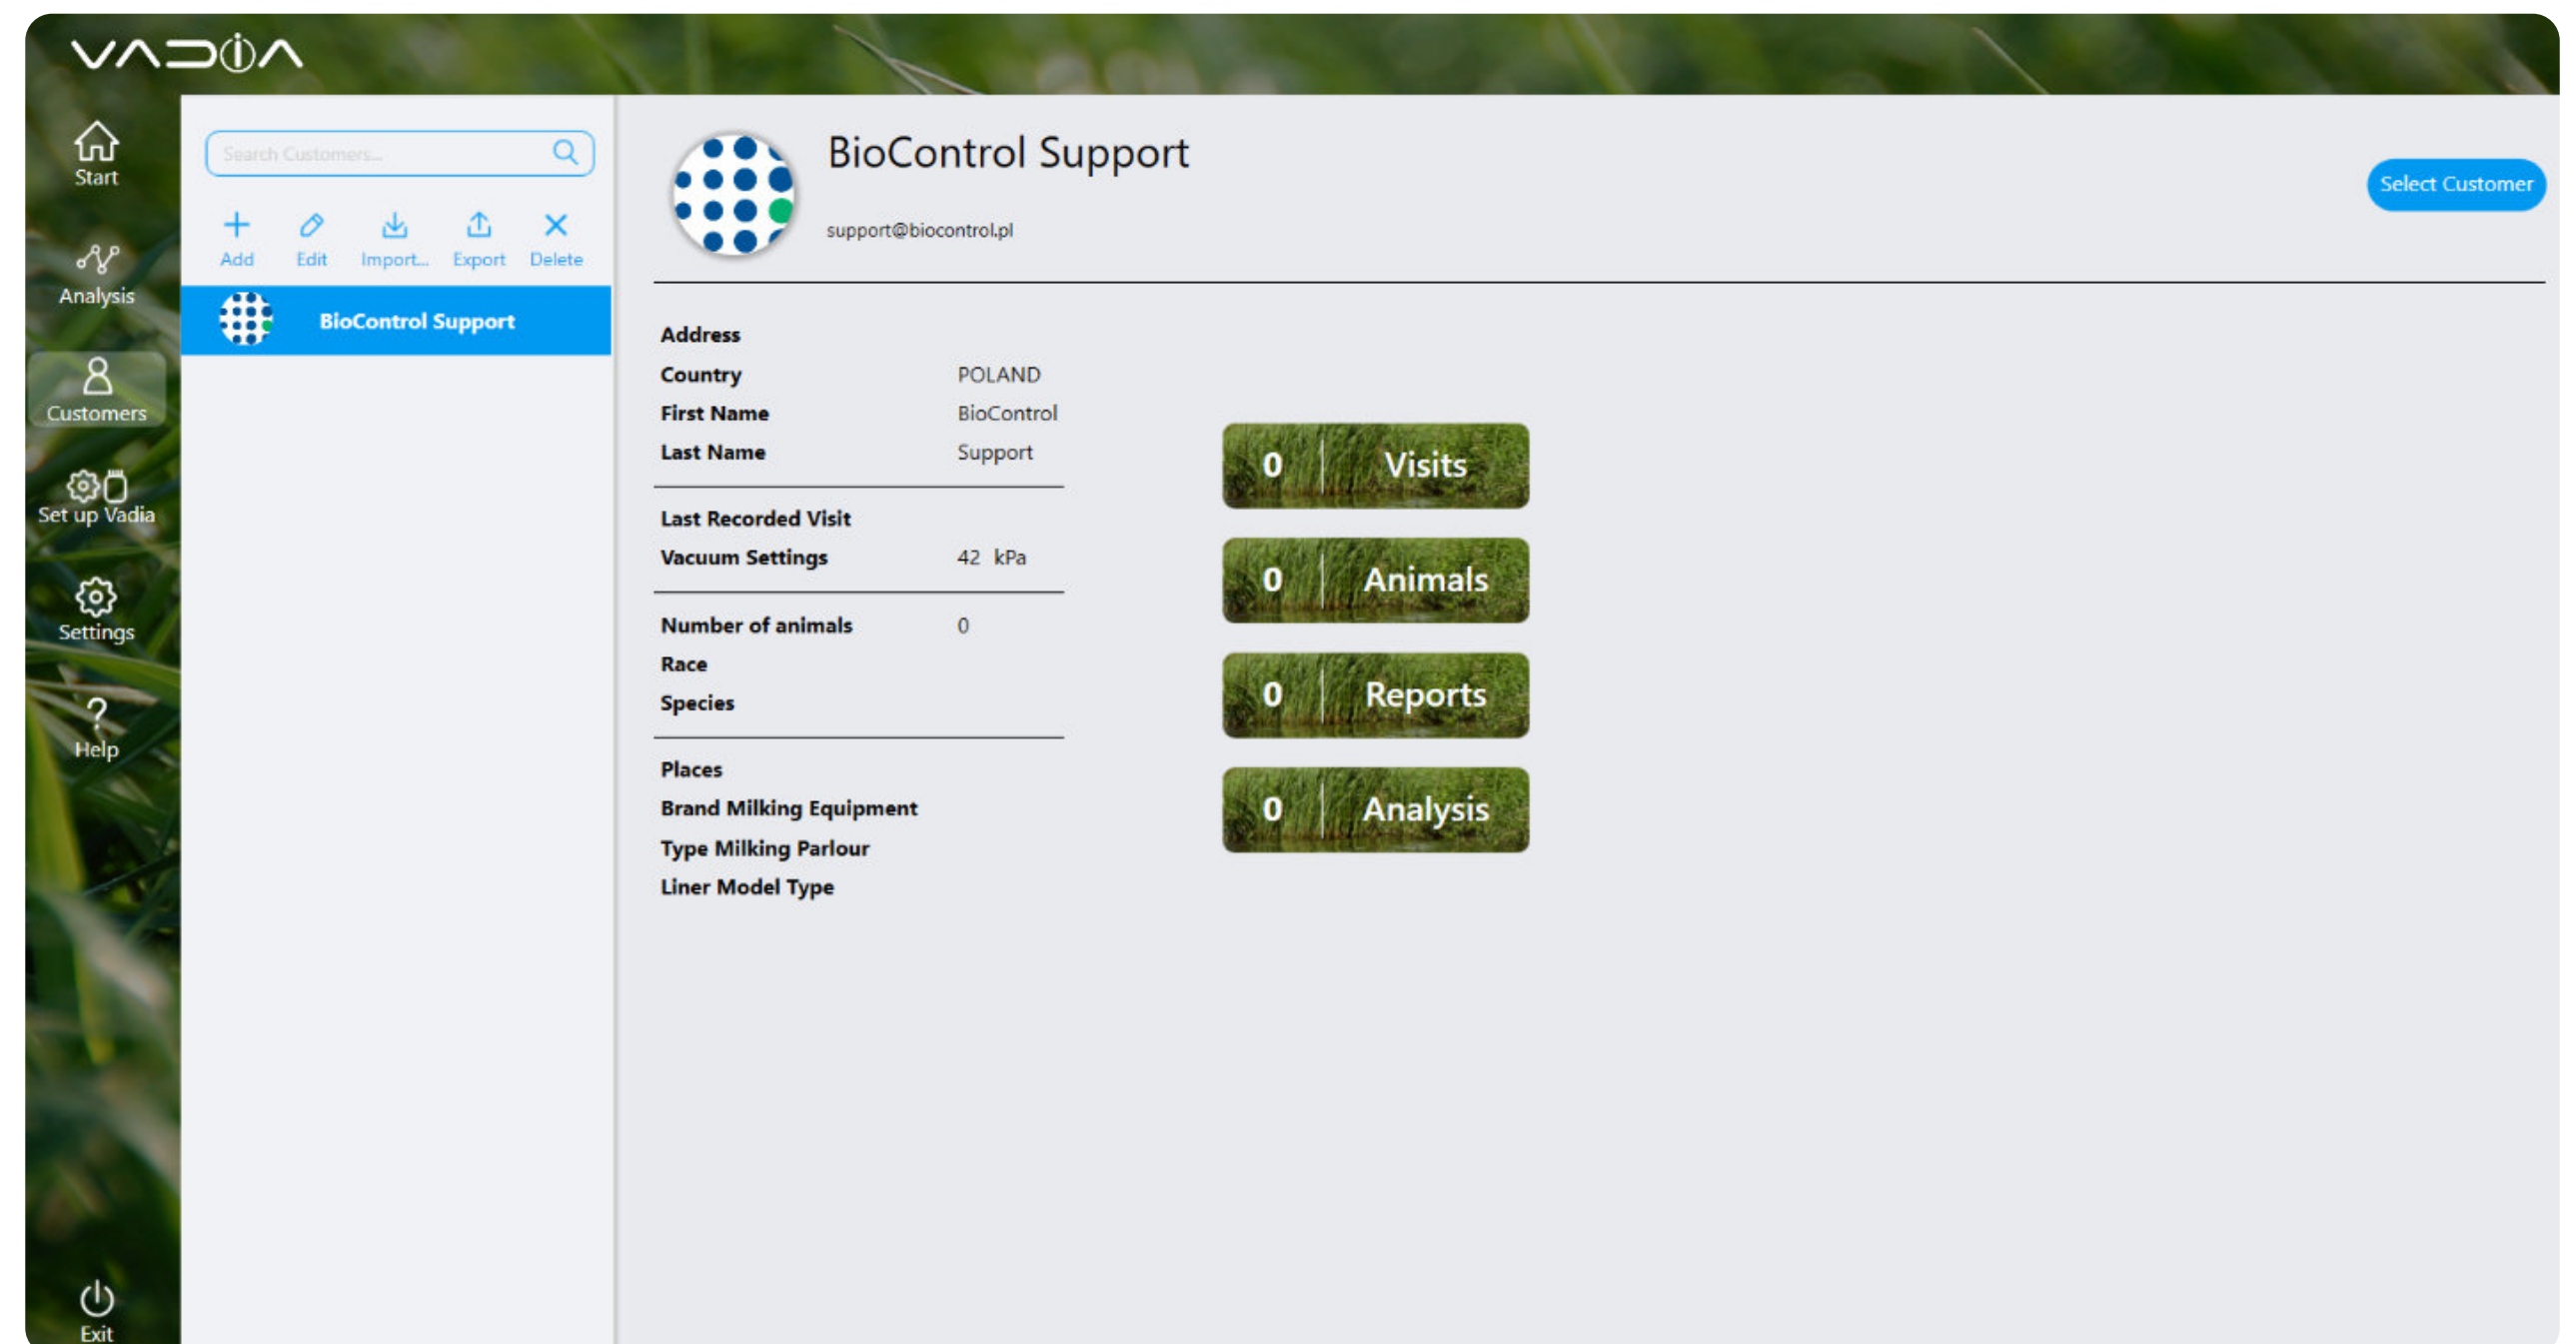 VADIA
Start
Analysis
Customers
Set up Vadia
Settings
Help
Exit
Search Customers...
Add Edit Import... Export Delete
BioControl Support
BioControl Support
support@biocontrol.pl
Select Customer
Address
Country POLAND
First Name BioControl
Last Name Support
Last Recorded Visit
Vacuum Settings 42 kPa
Number of animals 0
Race
Species
Places
Brand Milking Equipment
Type Milking Parlour
Liner Model Type
0 Visits
0 Animals
0 Reports
0 Analysis